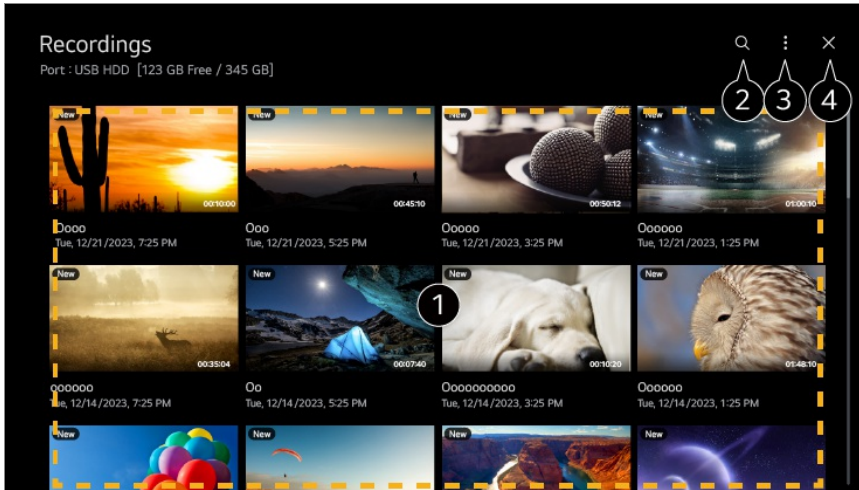 Recordings
Port : USB HDD [123 GB Free / 345 GB]
2 3 4
New New New New
00:10:00 00:45:10 00:50:12 01:00:10
Oooo Ooo Ooooo Oooooo
Tue, 12/21/2023, 7:25 PM Tue, 12/21/2023, 5:25 PM Tue, 12/21/2023, 3:25 PM Tue, 12/21/2023, 1:25 PM
New New New New
1
00:35:04 00:07:40 00:10:20 01:48:10
oooooo Oo Oooooooooo Oooooo
Tue, 12/14/2023, 7:25 PM Tue, 12/14/2023, 5:25 PM Tue, 12/14/2023, 3:25 PM Tue, 12/14/2023, 1:25 PM
New New New New